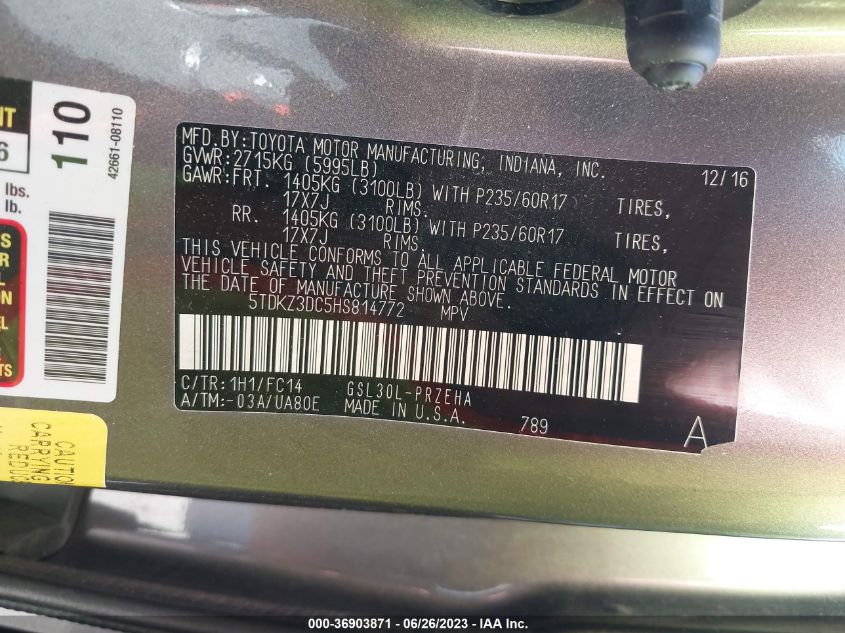 MFD.BY:TOYOTA MOTOR MANUFACTURING, INDIANA, INC. 12/16
GVWR:2715KG (5995LB)
GAWR:FRT. 1405KG (3100LB) WITH P235/60R17 TIRES,
17X7J RIMS.
RR. 1405KG (3100LB) WITH P235/60R17 TIRES,
17X7J RIMS.
THIS VEHICLE CONFORMS TO ALL APPLICABLE FEDERAL MOTOR
VEHICLE SAFETY AND THEFT PREVENTION STANDARDS IN EFFECT ON
THE DATE OF MANUFACTURE SHOWN ABOVE.
5TDKZ3DC5HS814772 MPV
C/TR:1H1/FC14 GSL30L-PRZEHA
A/TM:-03A/UA80E MADE IN U.S.A. 789 A
110
42661-08110
6
lbs.
lb.
CAUTION
CARRYING
000-36903871 - 06/26/2023 - IAA Inc.